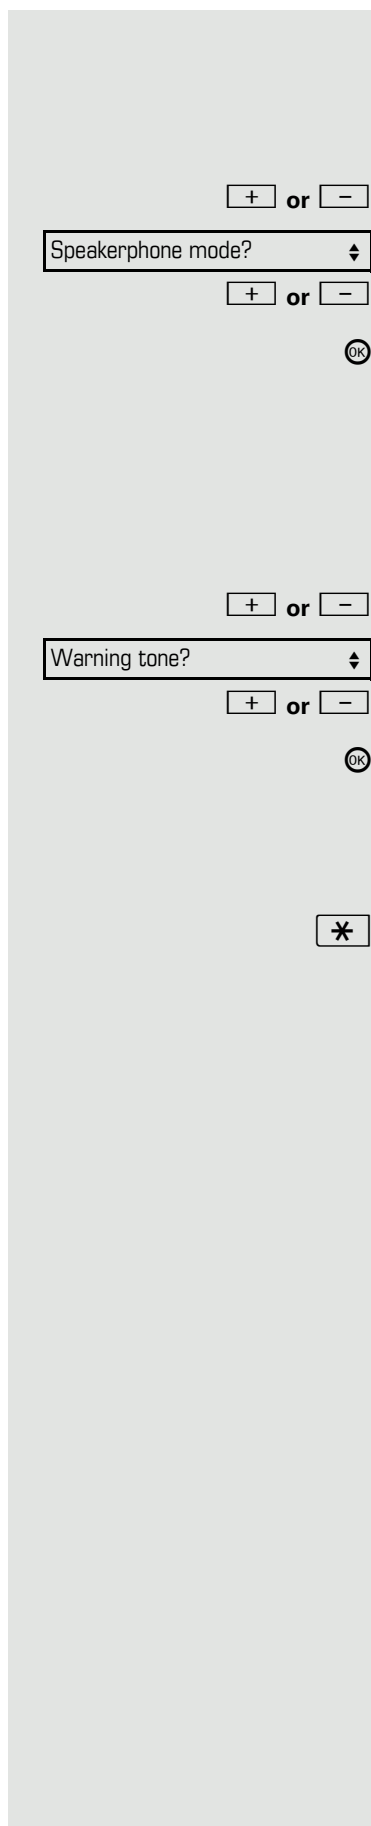 + or −
Speakerphone mode?
+ or −
OK
+ or −
Warning tone?
+ or −
OK
*